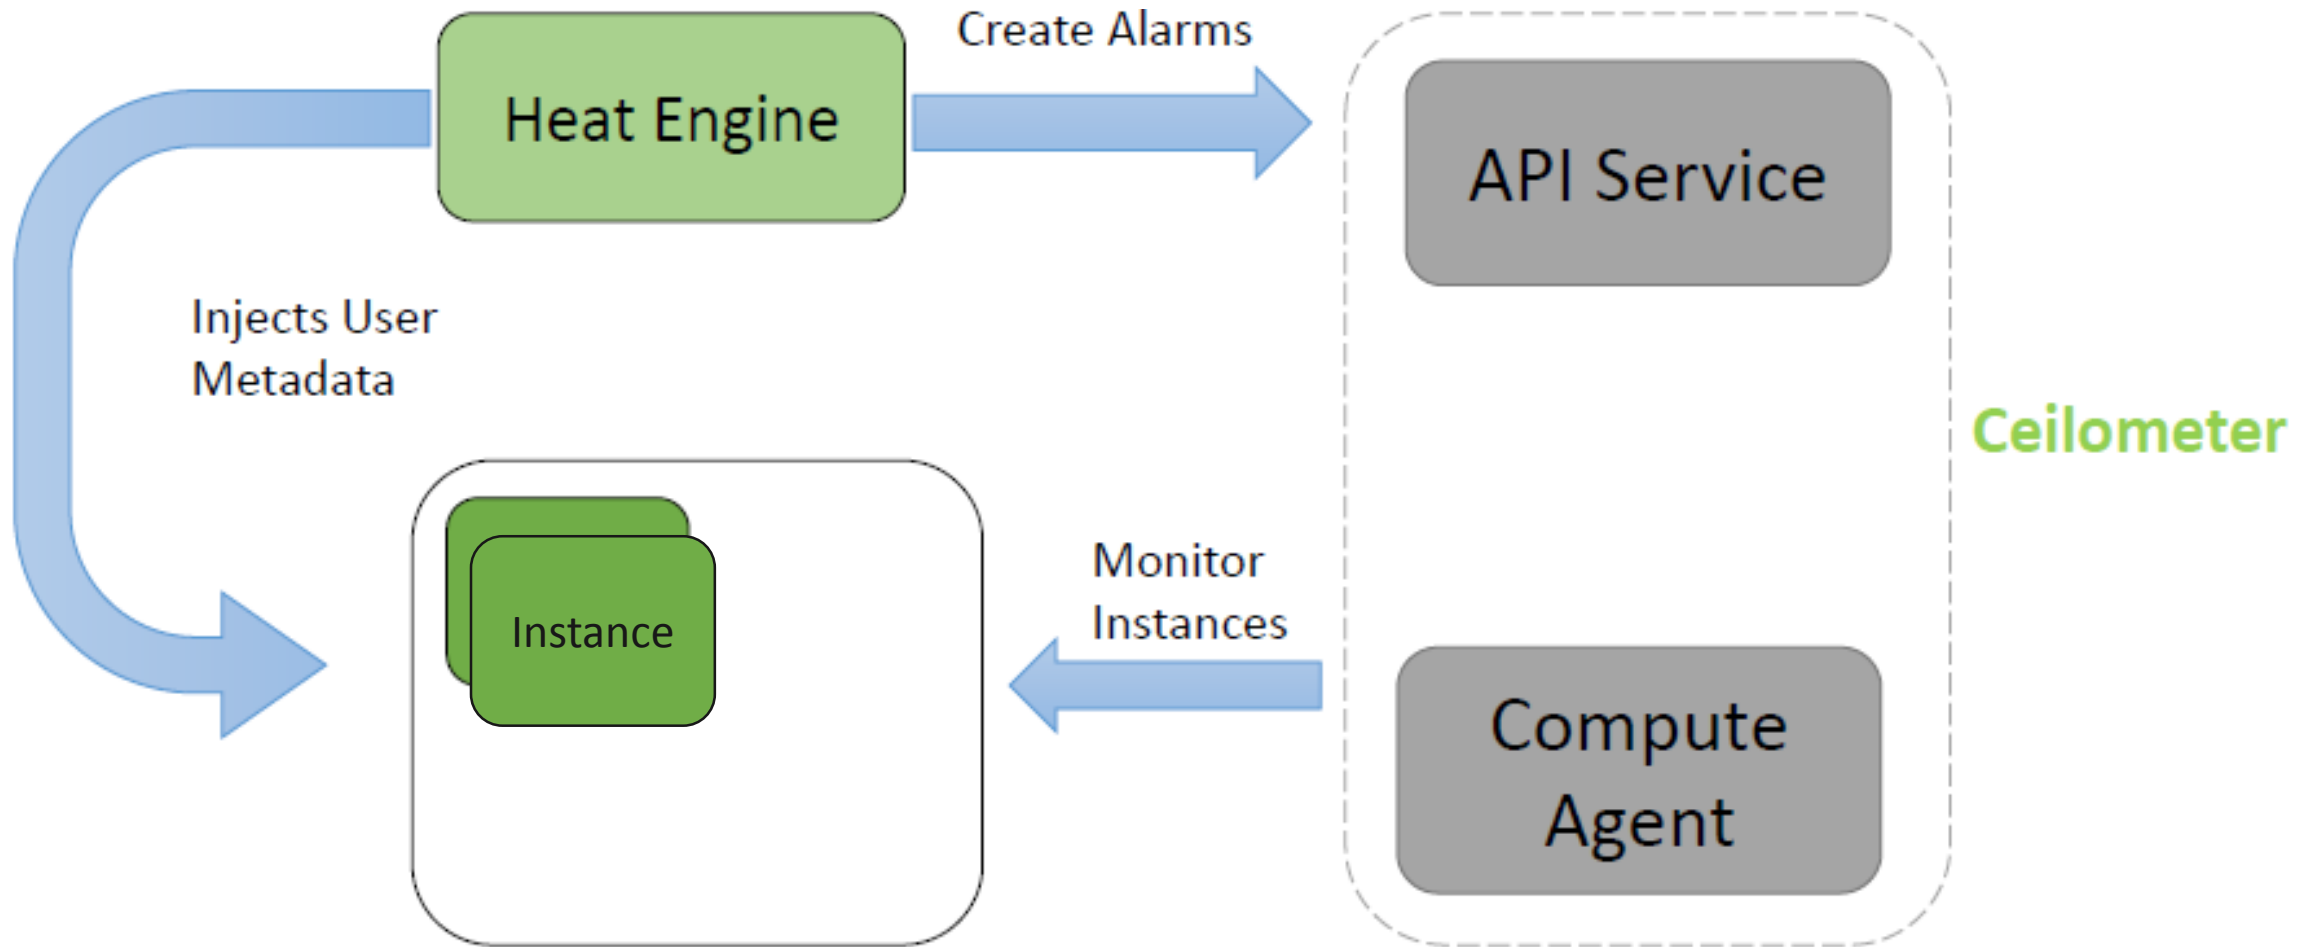 Create Alarms
Heat Engine
API Service
Injects User
Metadata
Ceilometer
Monitor
Instances
Instance
Compute
Agent